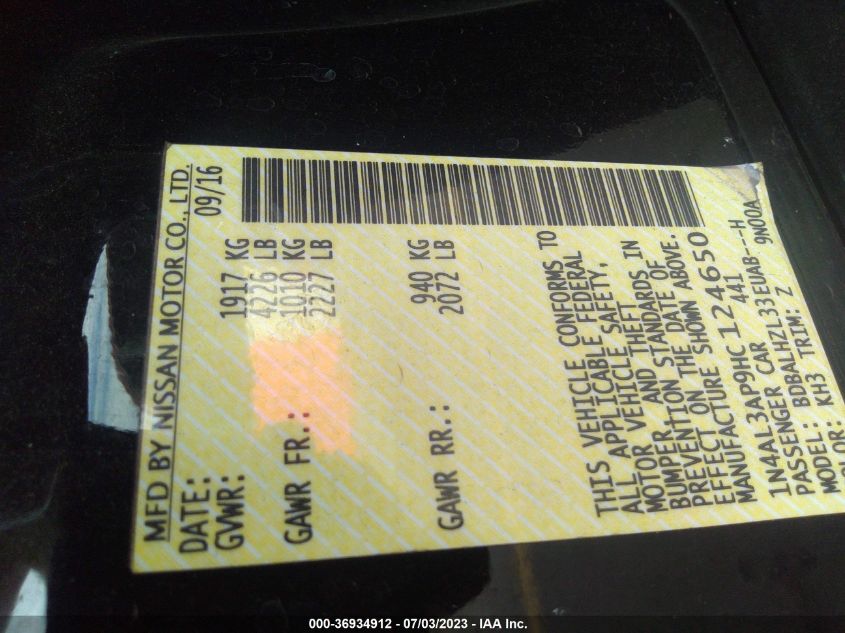 MFD BY NISSAN MOTOR CO., LTD.
DATE: 09/16
GVWR: 1917 KG
4226 LB
GAWR FR.: 1010 KG
2227 LB
GAWR RR.: 940 KG
2072 LB
THIS VEHICLE CONFORMS TO
ALL APPLICABLE FEDERAL
MOTOR VEHICLE SAFETY,
BUMPER, AND THEFT
PREVENTION STANDARDS IN
EFFECT ON THE DATE OF
MANUFACTURE SHOWN ABOVE.
1N4AL3AP9HC124650
PASSENGER CAR 441
MODEL: BDBALHZL33EUAB---H
COLOR: KH3 TRIM: Z 9N00A
000-36934912 - 07/03/2023 - IAA Inc.